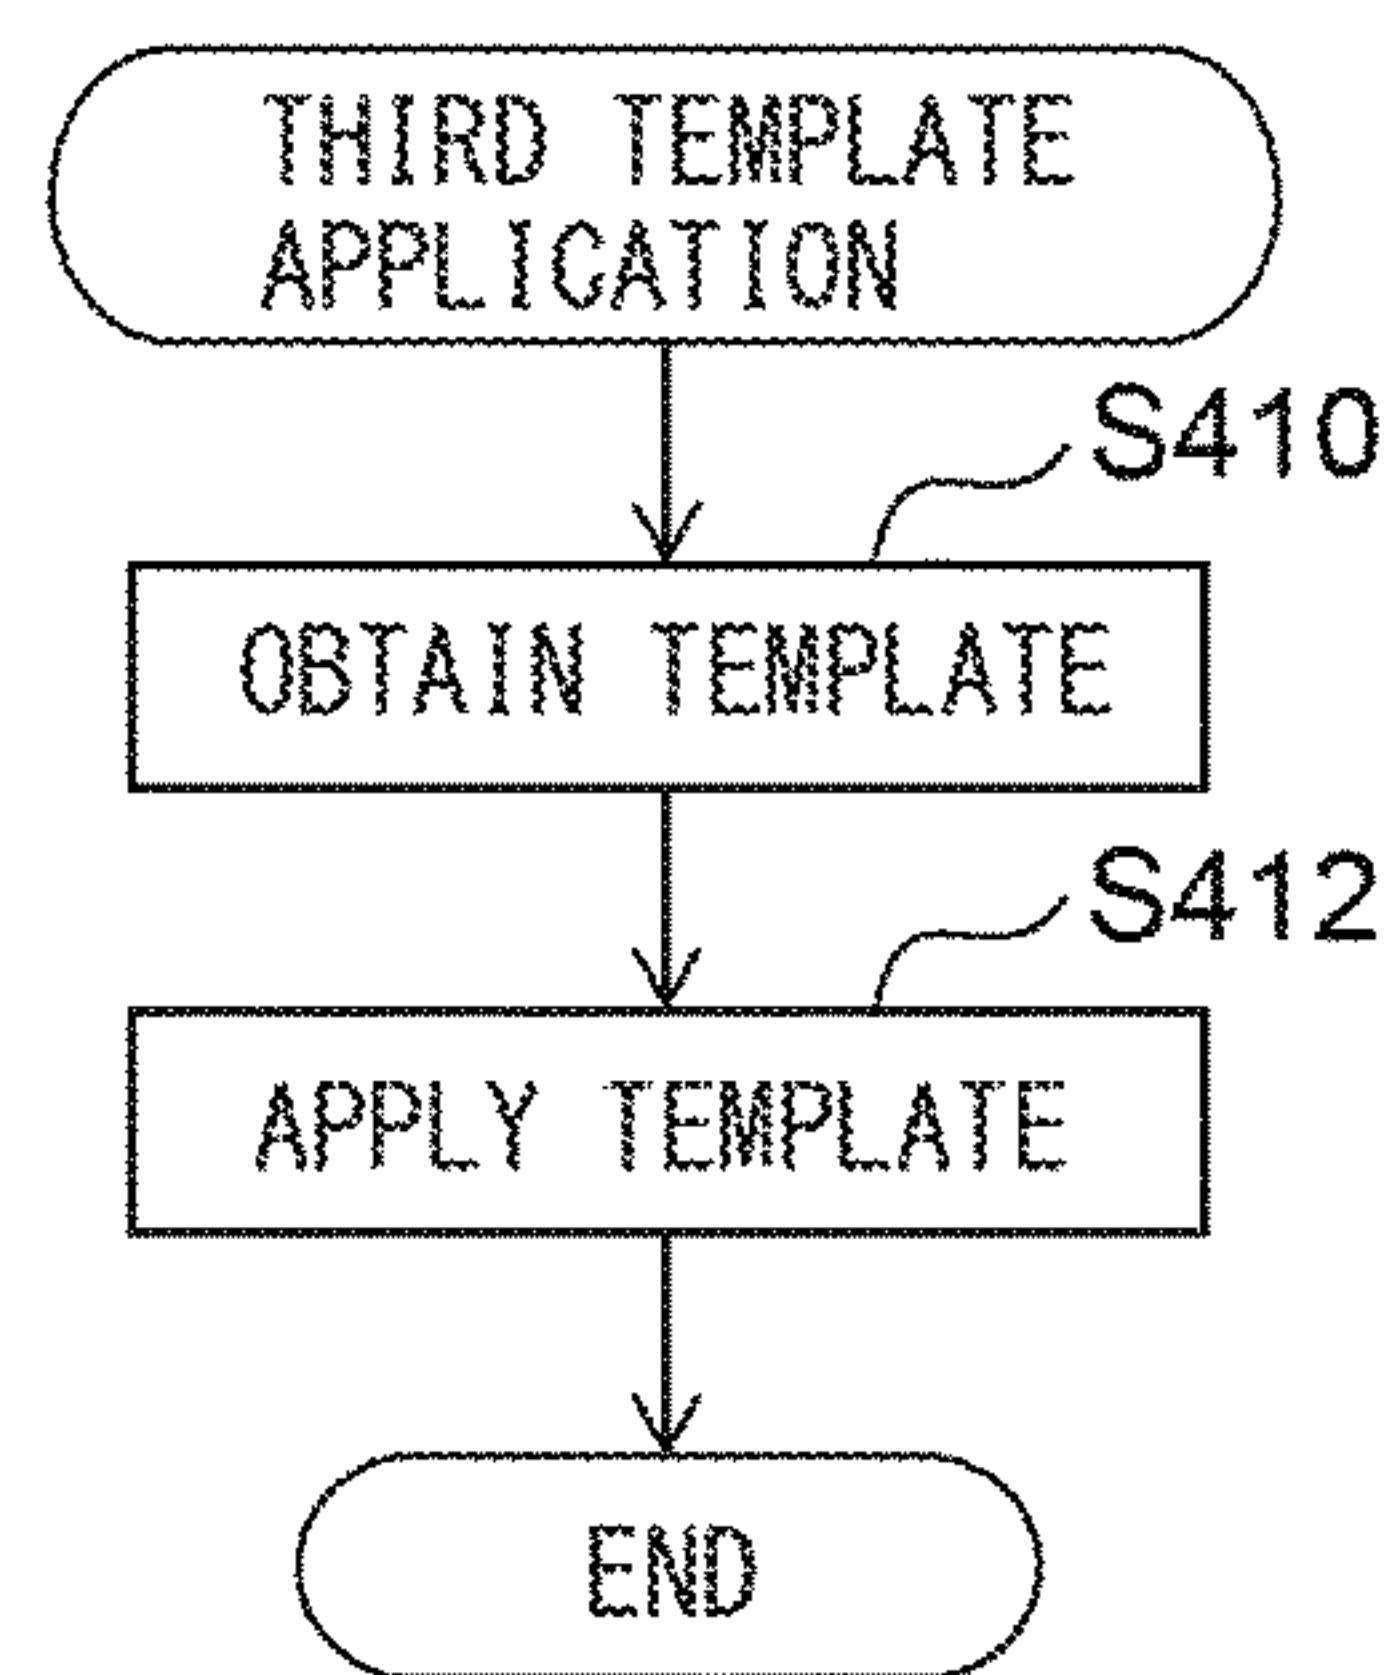 THIRD TEMPLATE
APPLICATION
S410
OBTAIN TEMPLATE
S412
APPLY TEMPLATE
END